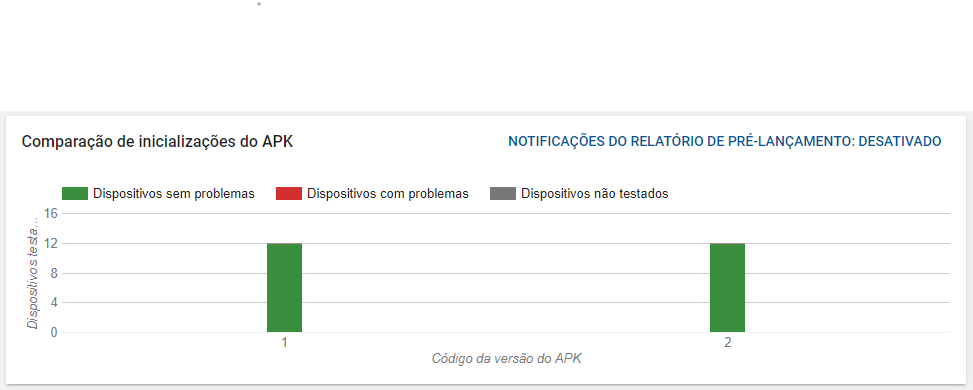 Comparação de inicializações do APK
NOTIFICAÇÕES DO RELATÓRIO DE PRÉ-LANÇAMENTO: DESATIVADO
Dispositivos sem problemas
Dispositivos com problemas
Dispositivos não testados
Dispositivos testa...
16
12
8
4
0
1
2
Código da versão do APK